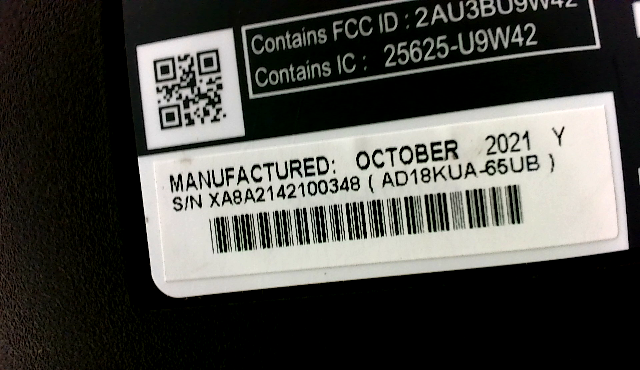 Contains FCC ID : 2AU3BU9W42
Contains IC : 25625-U9W42
MANUFACTURED: OCTOBER 2021 Y
S/N XA8A2142100348 ( AD18KUA-65UB )